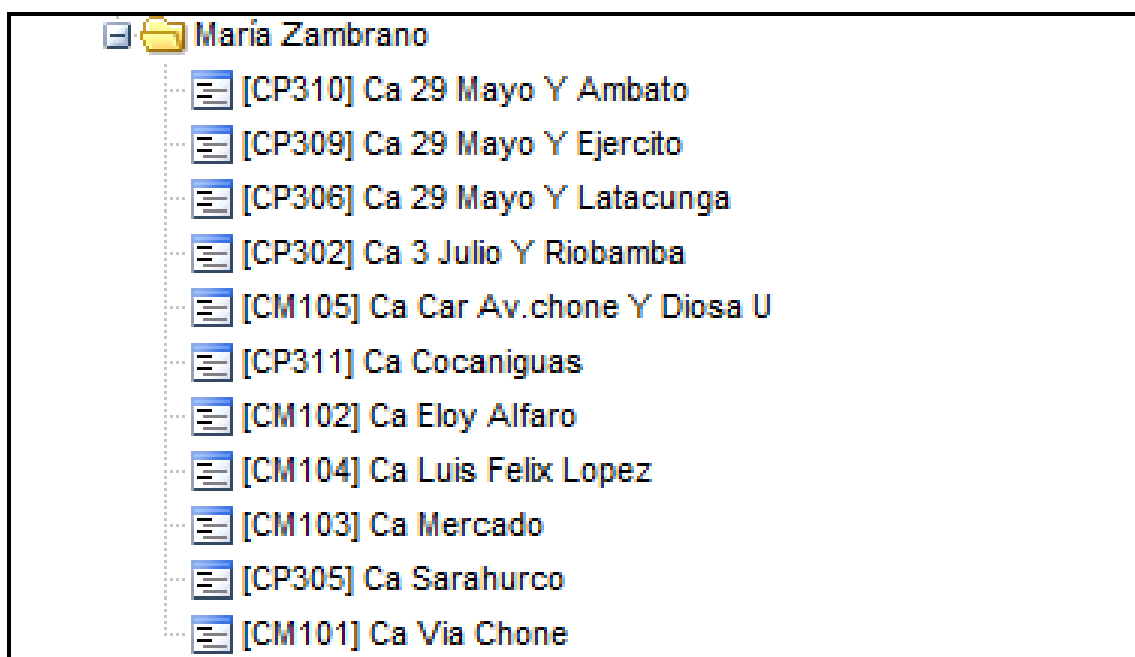 María Zambrano
[CP310] Ca 29 Mayo Y Ambato
[CP309] Ca 29 Mayo Y Ejercito
[CP306] Ca 29 Mayo Y Latacunga
[CP302] Ca 3 Julio Y Riobamba
[CM105] Ca Car Av.chone Y Diosa U
[CP311] Ca Cocaniguas
[CM102] Ca Eloy Alfaro
[CM104] Ca Luis Felix Lopez
[CM103] Ca Mercado
[CP305] Ca Sarahurco
[CM101] Ca Via Chone